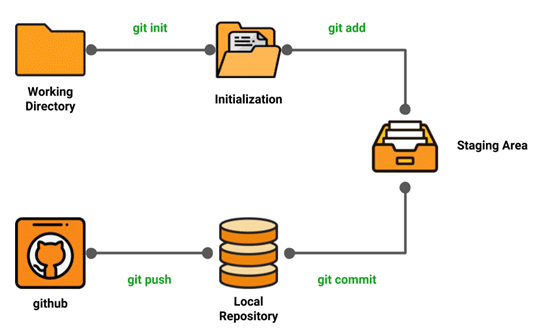 git init
git add
Working
Directory
Initialization
Staging Area
git push
git commit
github
Local
Repository